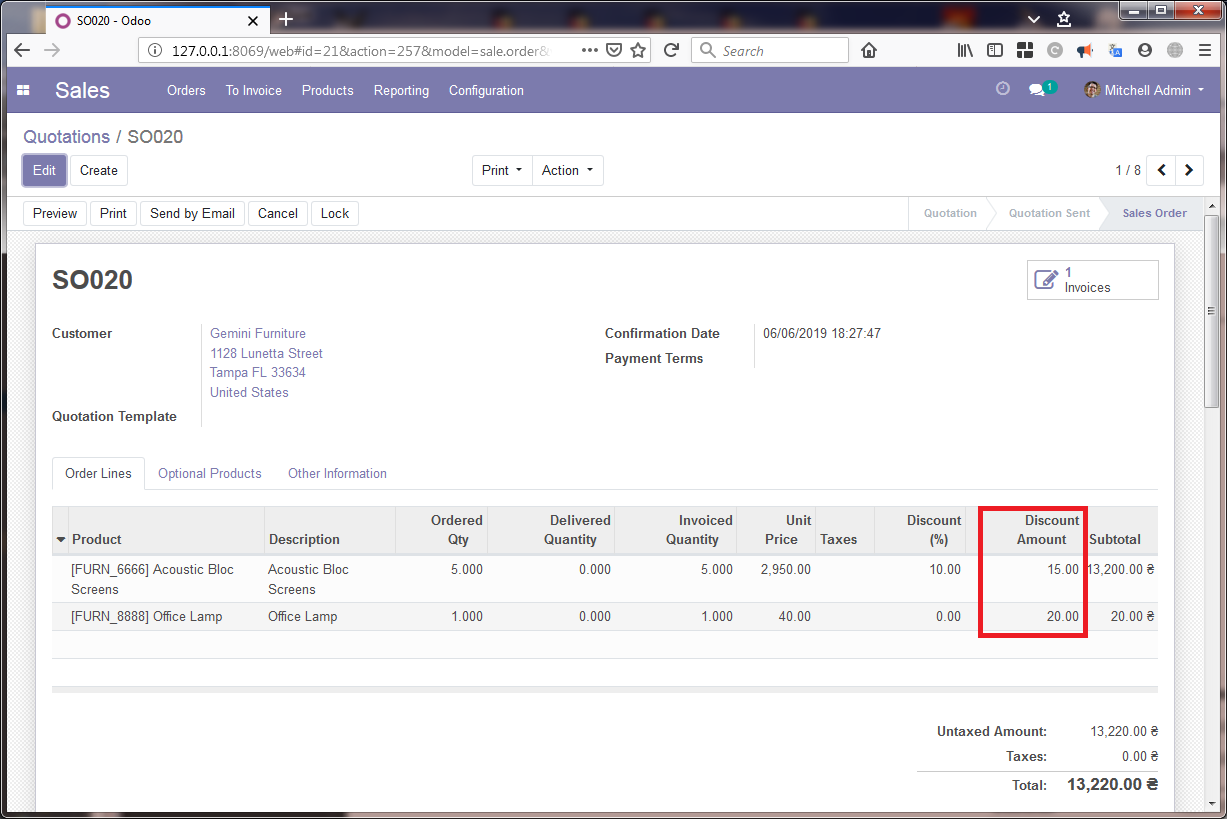 SO020 - Odoo
127.0.0.1:8069/web#id=21&action=257&model=sale.order&
Search
Sales
Orders
To Invoice
Products
Reporting
Configuration
1
Mitchell Admin
Quotations / SO020
Edit
Create
Print
Action
1 / 8
Preview
Print
Send by Email
Cancel
Lock
Quotation
Quotation Sent
Sales Order
SO020
1
Invoices
Customer
Gemini Furniture
1128 Lunetta Street
Tampa FL 33634
United States
Quotation Template
Confirmation Date
06/06/2019 18:27:47
Payment Terms
Order Lines
Optional Products
Other Information
Product
Description
Ordered
Qty
Delivered
Quantity
Invoiced
Quantity
Unit
Price
Taxes
Discount
(%)
Discount
Amount
Subtotal
[FURN_6666] Acoustic Bloc
Screens
Acoustic Bloc
Screens
5.000
0.000
5.000
2,950.00
10.00
15.00
13,200.00 ₴
[FURN_8888] Office Lamp
Office Lamp
1.000
0.000
1.000
40.00
0.00
20.00
20.00 ₴
Untaxed Amount:
13,220.00 ₴
Taxes:
0.00 ₴
Total:
13,220.00 ₴